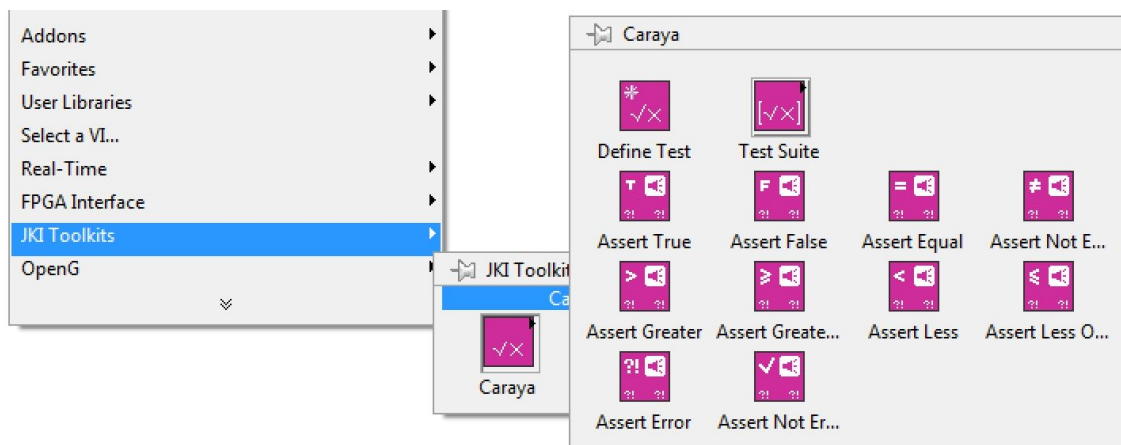 Addons
Favorites
User Libraries
Select a VI...
Real-Time
FPGA Interface
JKI Toolkits
OpenG
JKI Toolkit
Ca
Caraya
Caraya
Define Test Test Suite
Assert True Assert False Assert Equal Assert Not E...
Assert Greater Assert Greate... Assert Less Assert Less O...
Assert Error Assert Not Er...